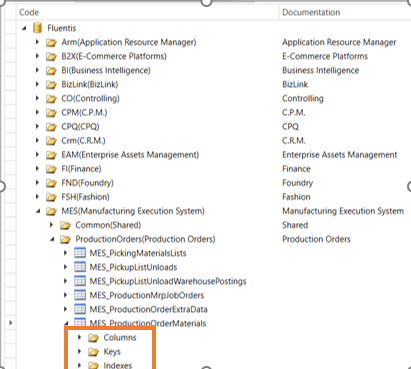 Code Documentation
Fluentis
Arm(Application Resource Manager) Application Resource Manager
B2X(E-Commerce Platforms) E-Commerce Platforms
BI(Business Intelligence) Business Intelligence
BizLink(BizLink) BizLink
CO(Controlling) Controlling
CPM(C.P.M.) C.P.M.
CPQ(CPQ) CPQ
Crm(C.R.M.) C.R.M.
EAM(Enterprise Assets Management) Enterprise Assets Management
FI(Finance) Finance
FND(Foundry) Foundry
FSH(Fashion) Fashion
MES(Manufacturing Execution System) Manufacturing Execution System
Common(Shared) Shared
ProductionOrders(Production Orders) Production Orders
MES_PickingMaterialsLists
MES_PickupListUnloads
MES_PickupListUnloadWarehousePostings
MES_ProductionMrpJobOrders
MES_ProductionOrderExtraData
MES_ProductionOrderMaterials
Columns
Keys
Indexes